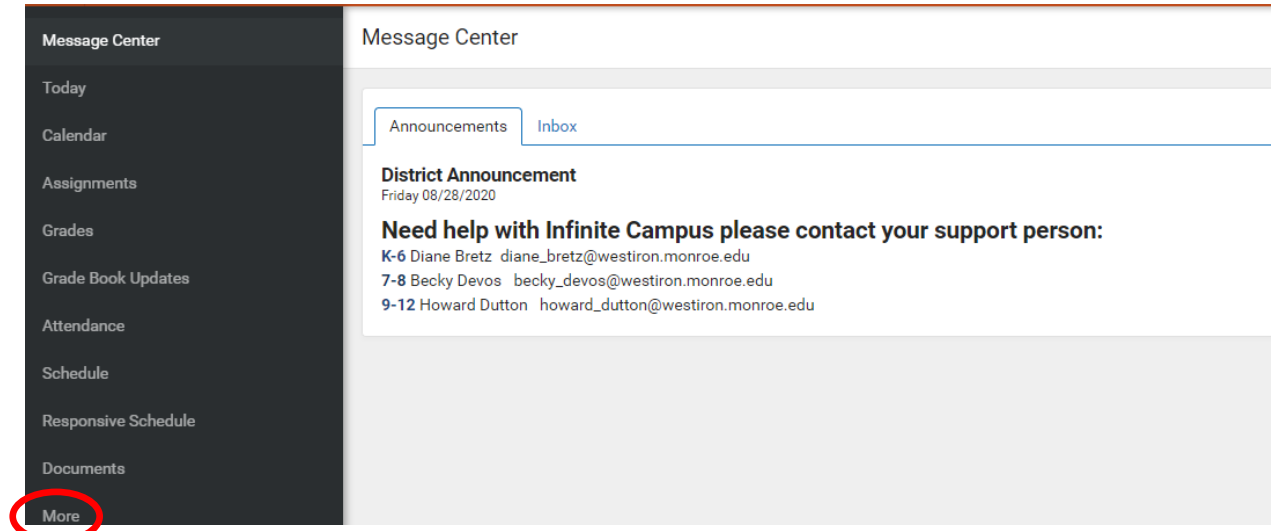 Message Center
Today
Calendar
Assignments
Grades
Grade Book Updates
Attendance
Schedule
Responsive Schedule
Documents
More
Message Center
Announcements Inbox
District Announcement
Friday 08/28/2020
Need help with Infinite Campus please contact your support person:
K-6 Diane Bretz diane_bretz@westiron.monroe.edu
7-8 Becky Devos becky_devos@westiron.monroe.edu
9-12 Howard Dutton howard_dutton@westiron.monroe.edu